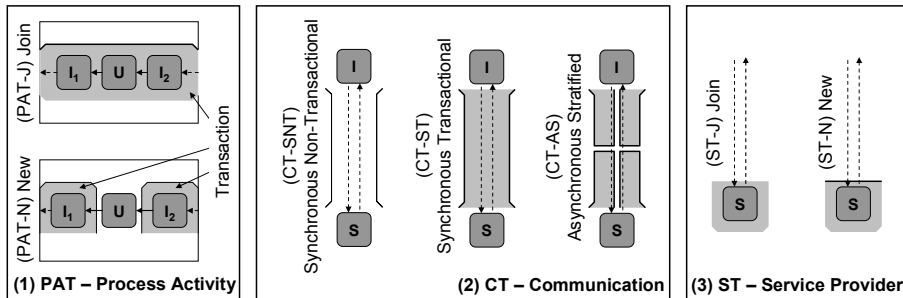 (PAT-J) Join
I1
U
I2
(PAT-N) New
I1
U
I2
Transaction
(1) PAT – Process Activity
(CT-SNT)
Synchronous Non-Transactional
I
S
(CT-ST)
Synchronous Transactional
I
S
(CT-AS)
Asynchronous Stratified
I
S
(2) CT – Communication
(ST-J) Join
S
(ST-N) New
S
(3) ST – Service Provider